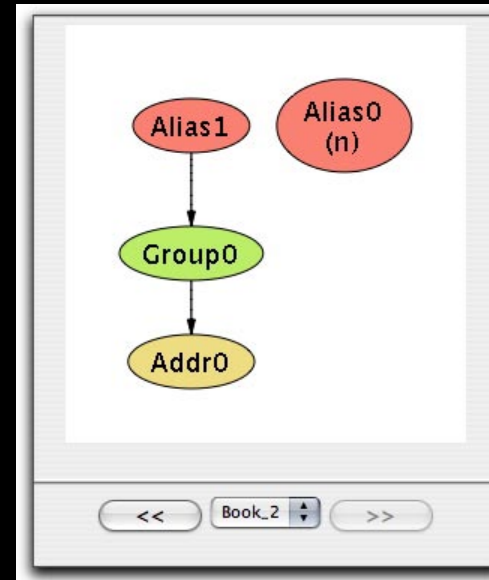 Alias1
Alias0
(n)
Group0
Addr0
<< Book_2 >>